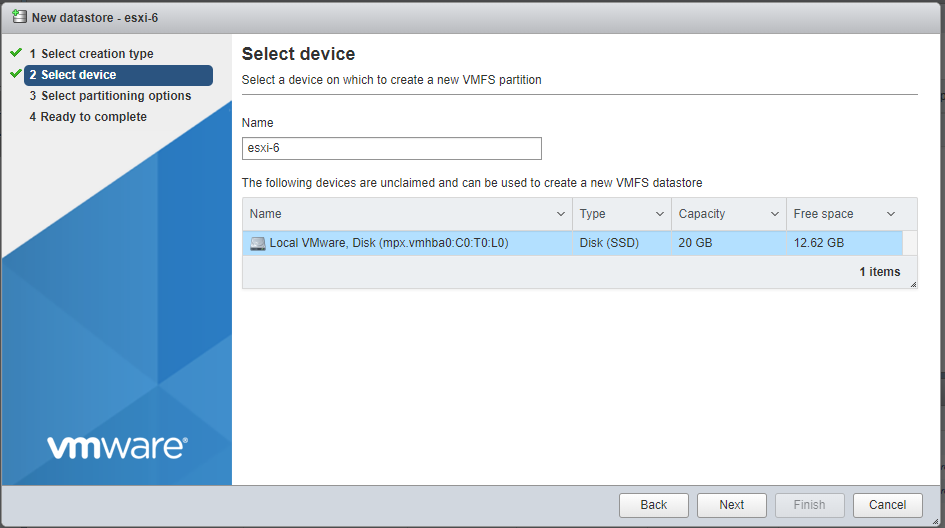 New datastore - esxi-6
1 Select creation type
2 Select device
3 Select partitioning options
4 Ready to complete
vmware®
Select device
Select a device on which to create a new VMFS partition
Name
esxi-6
The following devices are unclaimed and can be used to create a new VMFS datastore
Name Type Capacity Free space
Local VMware, Disk (mpx.vmhba0:C0:T0:L0) Disk (SSD) 20 GB 12.62 GB
1 items
Back Next Finish Cancel